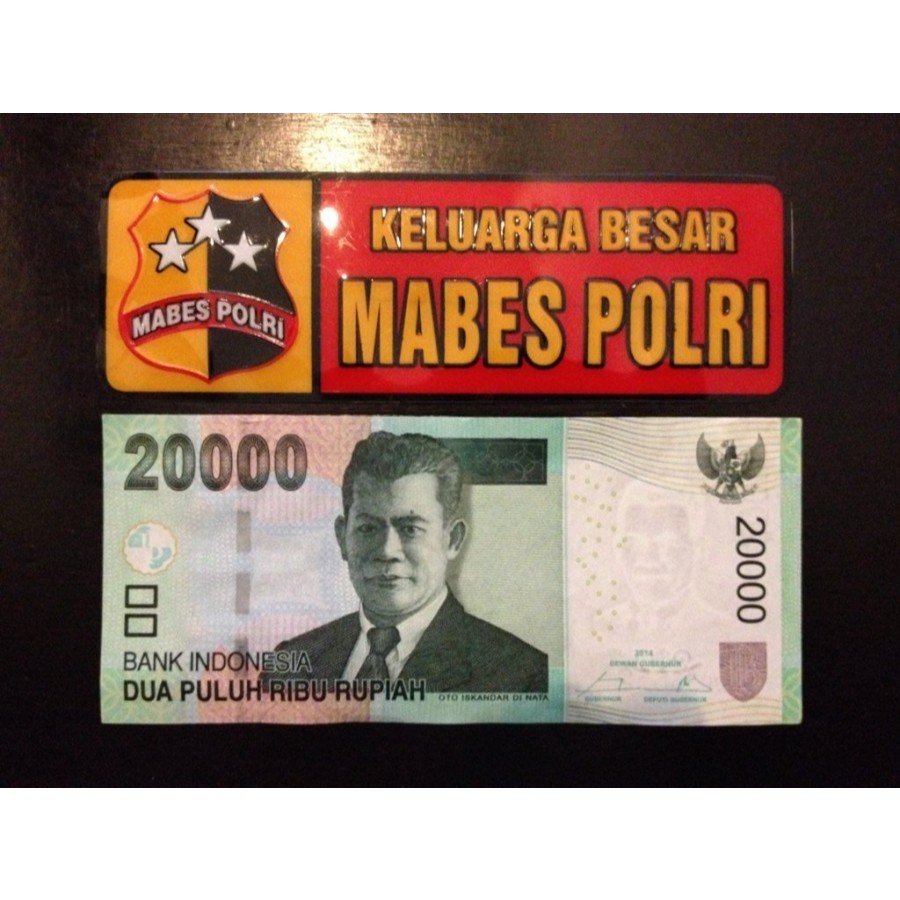 KELUARGA BESAR
MABES POLRI
MABES POLRI
20000
20000
BANK INDONESIA
DUA PULUH RIBU RUPIAH
OTO ISKANDAR DI NATA
2014
DEWAN GUBERNUR
GUBERNUR
DEPUTI GUBERNUR